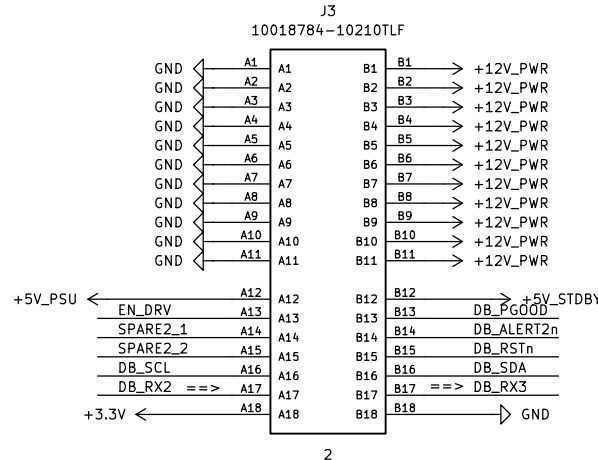 J3
10018784-10210TLF
GND A1 A1 B1 B1 +12V_PWR
GND A2 A2 B2 B2 +12V_PWR
GND A3 A3 B3 B3 +12V_PWR
GND A4 A4 B4 B4 +12V_PWR
GND A5 A5 B5 B5 +12V_PWR
GND A6 A6 B6 B6 +12V_PWR
GND A7 A7 B7 B7 +12V_PWR
GND A8 A8 B8 B8 +12V_PWR
GND A9 A9 B9 B9 +12V_PWR
GND A10 A10 B10 B10 +12V_PWR
GND A11 A11 B11 B11 +12V_PWR
+5V_PSU A12 A12 B12 B12 +5V_STDBY
EN_DRV A13 A13 B13 B13 DB_PGOOD
SPARE2_1 A14 A14 B14 B14 DB_ALERT2n
SPARE2_2 A15 A15 B15 B15 DB_RSTn
DB_SCL A16 A16 B16 B16 DB_SDA
DB_RX2 ==> A17 A17 B17 B17 ==> DB_RX3
+3.3V A18 A18 B18 B18 GND
2